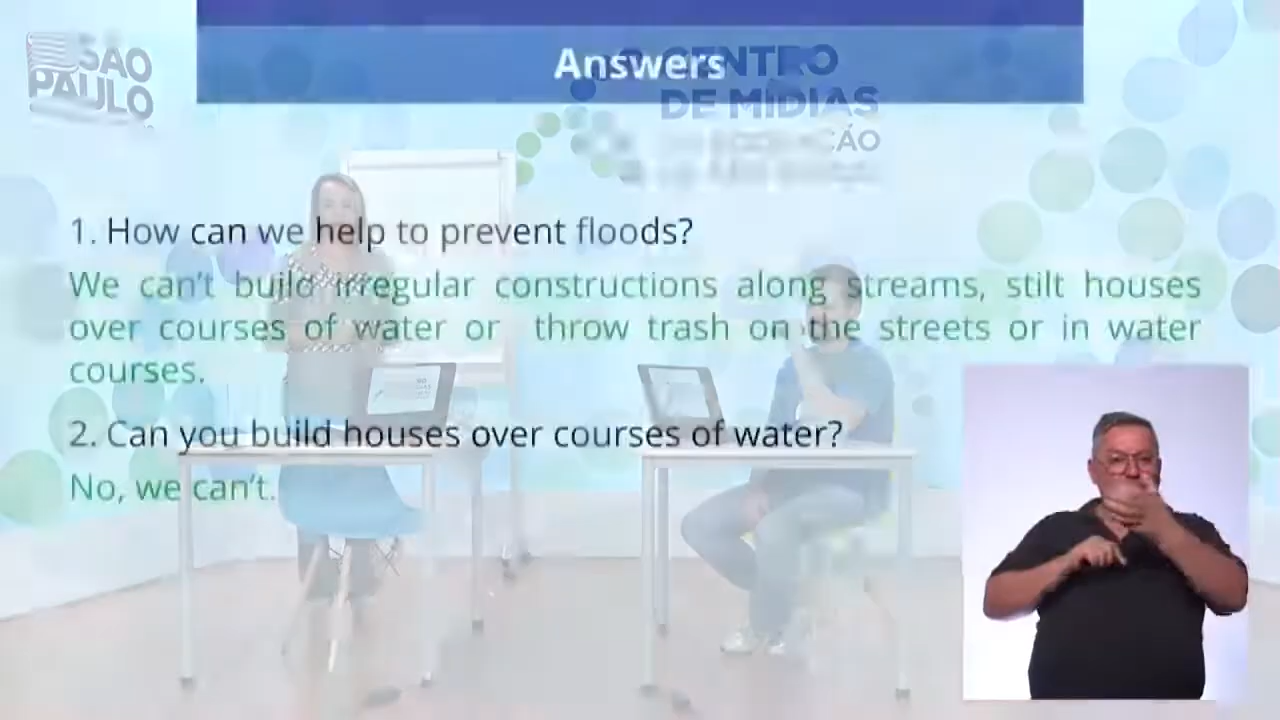 SÃO
PAULO
Answers
CENTRO
DE MÍDIAS
1. How can we help to prevent floods?
We can't build irregular constructions along streams, stilt houses
over courses of water or throw trash on the streets or in water
courses.
2. Can you build houses over courses of water?
No, we can't.